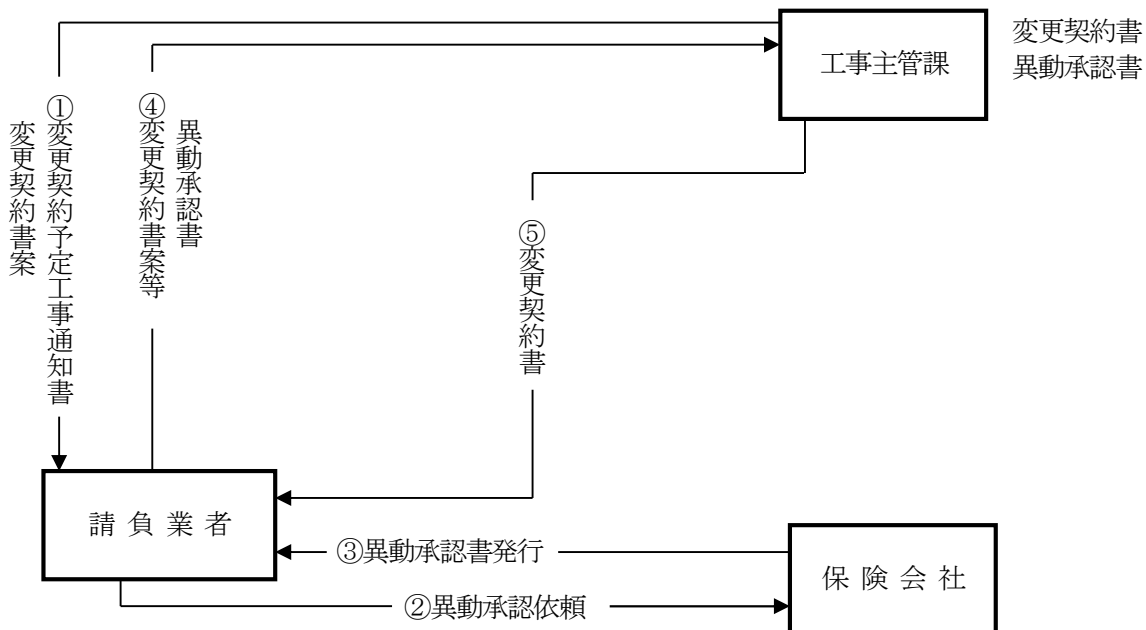 工事主管課
変更契約書
異動承認書
①変更契約予定工事通知書
変更契約書案
異動承認書
④変更契約書案等
⑤変更契約書
請負業者
③異動承認書発行
保険会社
②異動承認依頼